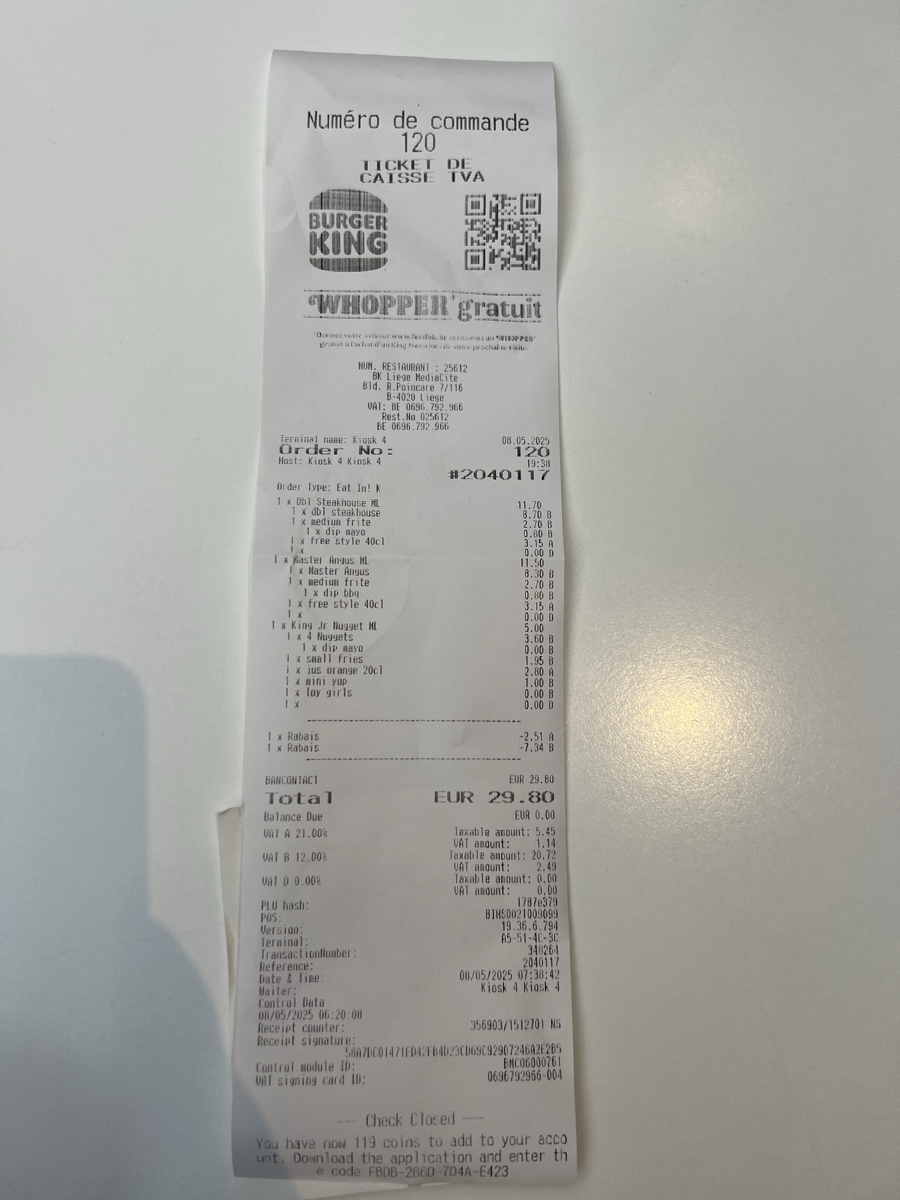 Numéro de commande
120
TICKET DE
CAISSE TVA
BURGER
KING
"WHOPPER" gratuit
NUM. RESTAURANT : 25612
BK Liege MediaCite
Bld. R.Poincare 7/116
B-4020 Liege
VAT: BE 0696.792.966
Rest.No 025612
BE 0696.792.966
Terminal name: Kiosk 4 08.05.2025
Order No: 120
Host: Kiosk 4 Kiosk 4 19:38
#2040117
Order Type: Eat In! K
1 x Dbl Steakhouse ML 11.70
1 x dbl steakhouse 8.70 B
1 x medium frite 2.70 B
1 x dip mayo 0.80 B
1 x free style 40cl 3.15 A
1 x 0.00 D
1 x Master Angus ML 11.50
1 x Master Angus 8.30 B
1 x medium frite 2.70 B
1 x dip bbq 0.80 B
1 x free style 40cl 3.15 A
1 x 0.00 D
1 x King Jr Nugget ML 5.00
1 x 4 Nuggets 3.60 B
1 x dip mayo 0.00 B
1 x small fries 1.95 B
1 x jus orange 20cl 2.80 A
1 x mini yop 1.00 B
1 x Toy girls 0.00 B
1 x 0.00 D
1 x Rabais -2.51 A
1 x Rabais -7.34 B
BANCONTACT EUR 29.80
Total EUR 29.80
Balance Due EUR 0.00
VAT A 21.00% Taxable amount: 5.45
VAT amount: 1.14
VAT B 12.00% Taxable amount: 20.72
VAT amount: 2.49
VAT D 0.00% Taxable amount: 0.00
VAT amount: 0.00
PLU hash: 1787e379
POS: BIHS0021009099
Version: 19.36.6.794
Terminal: A5-51-4C-3C
TransactionNumber: 348264
Reference: 2040117
Date & Time: 08/05/2025 07:38:42
Waiter: Kiosk 4 Kiosk 4
Control Data
08/05/2025 06:20:08
Receipt counter: 356903/1512701 NS
Receipt signature:
Control module ID: BMC06000761
VAT signing card ID: 0696792966-004
--- Check Closed ---
You have now 119 coins to add to your acco
unt. Download the application and enter th
e code FB0B-2B6D-7D4A-E423